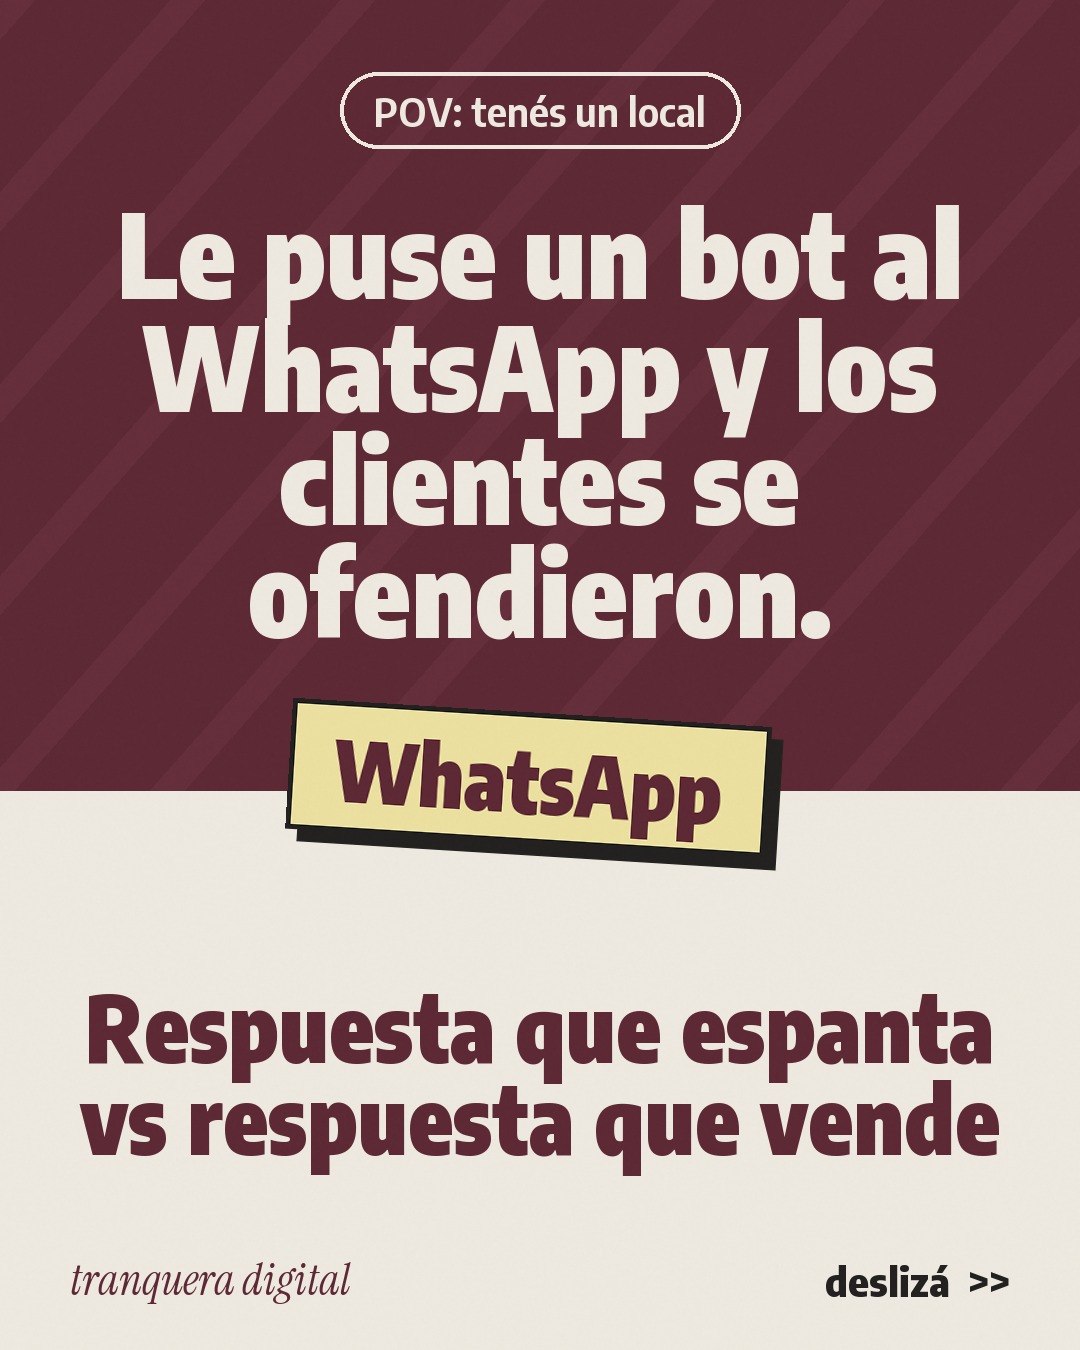 POV: tenés un local
Le puse un bot al
WhatsApp y los
clientes se
ofendieron.
WhatsApp
Respuesta que espanta
vs respuesta que vende
tranquera digital
deslizá >>